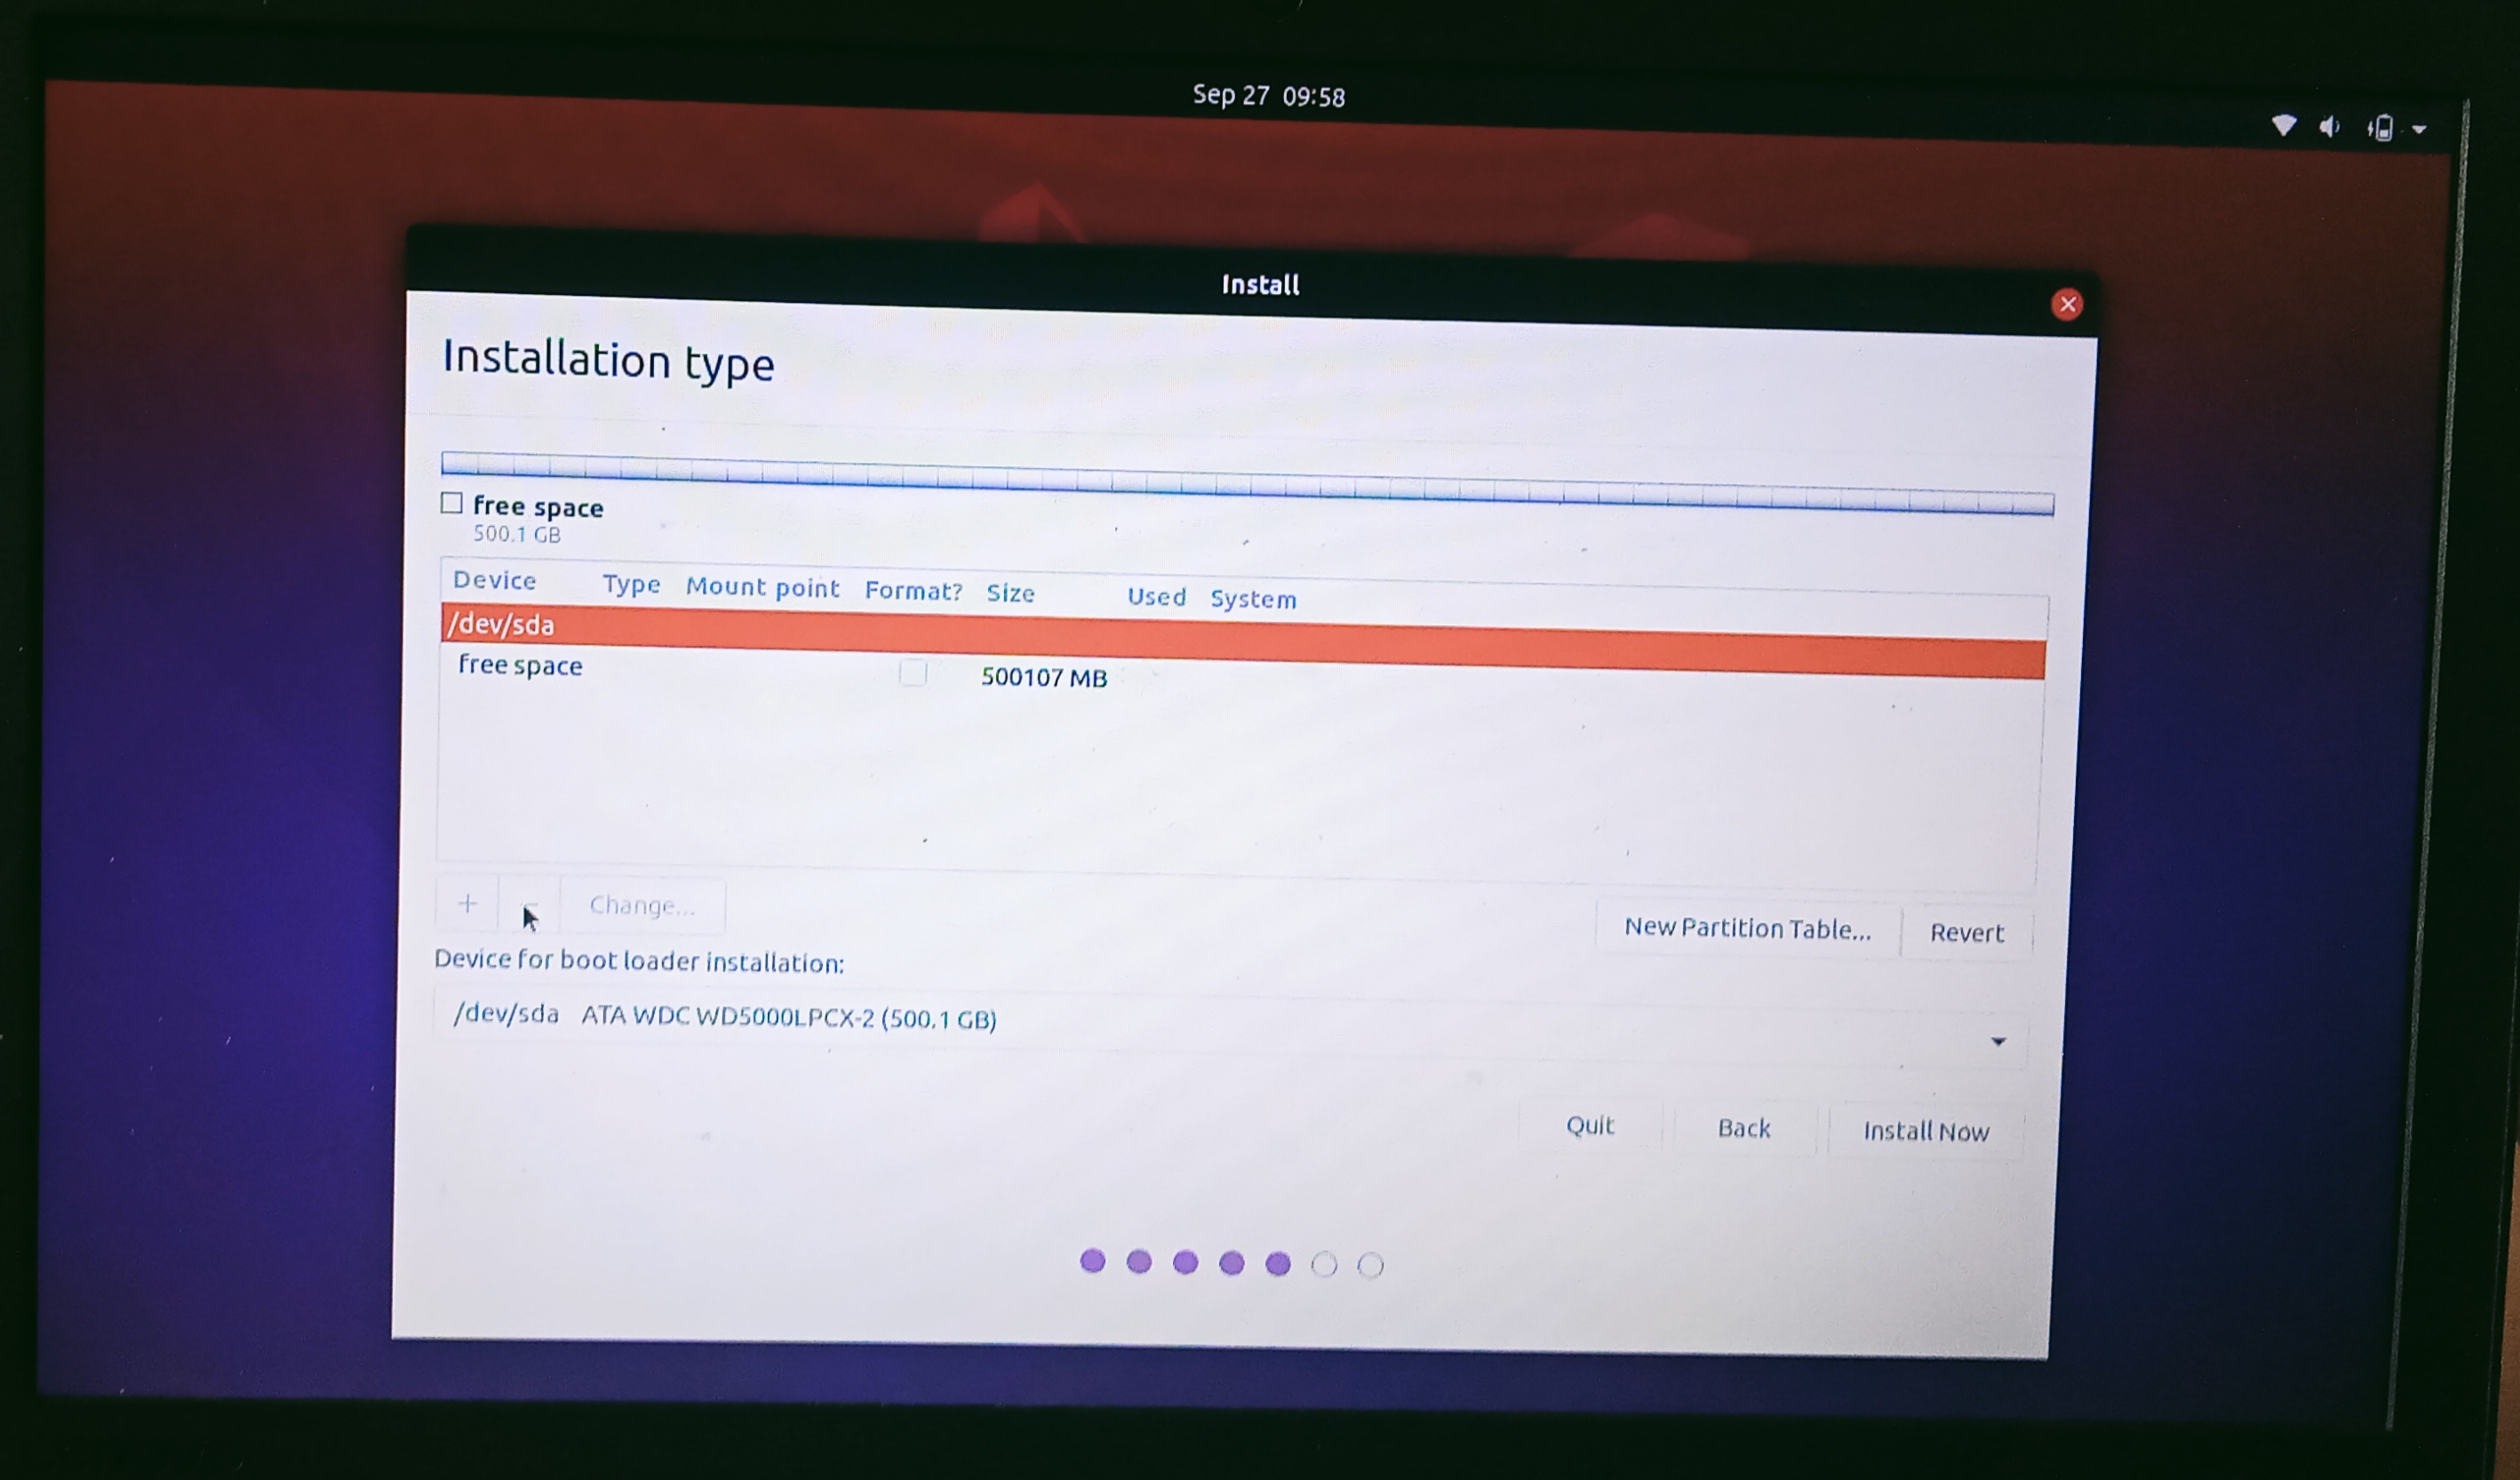 Sep 27 09:58
Install
Installation type
free space
500.1 GB
Device Type Mount point Format? Size Used System
/dev/sda
free space 500107 MB
+ Change... New Partition Table... Revert
Device for boot loader installation:
/dev/sda ATA WDC WD5000LPCX-2 (500.1 GB)
Quit Back Install Now